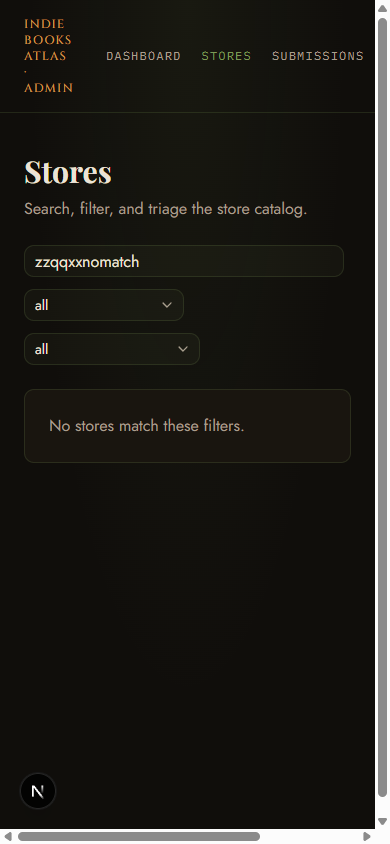 INDIE
BOOKS
ATLAS
·
ADMIN
DASHBOARD STORES SUBMISSIONS
Stores
Search, filter, and triage the store catalog.
zzqqxxnomatch
all
all
No stores match these filters.
N